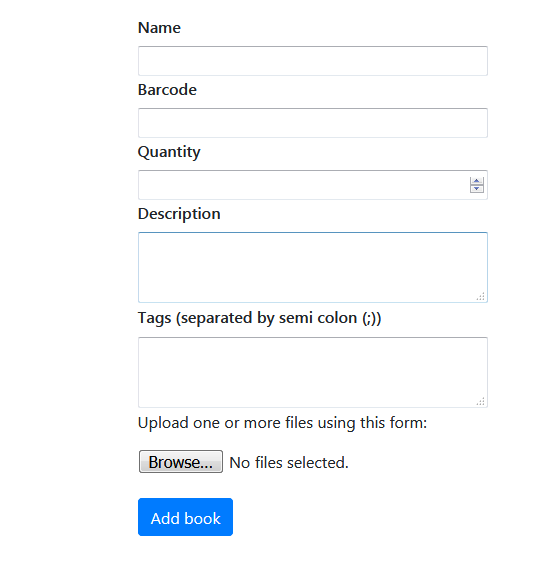 Name
Barcode
Quantity
Description
Tags (separated by semi colon (;))
Upload one or more files using this form:
Browse... No files selected.
Add book